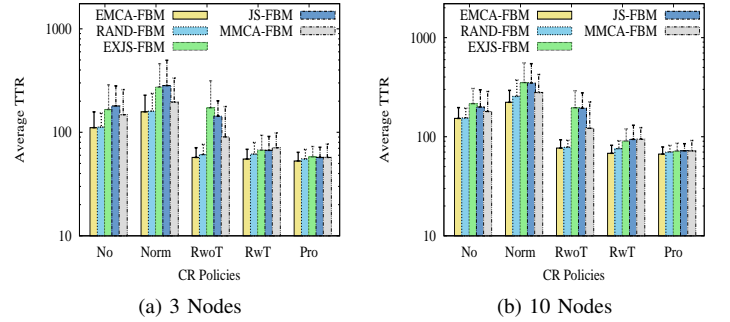 EMCA-FBM
RAND-FBM
EXJS-FBM
JS-FBM
MMCA-FBM
Average TTR
1000
100
10
No Norm RwoT RwT Pro
CR Policies
(a) 3 Nodes
EMCA-FBM
RAND-FBM
EXJS-FBM
JS-FBM
MMCA-FBM
Average TTR
1000
100
10
No Norm RwoT RwT Pro
CR Policies
(b) 10 Nodes